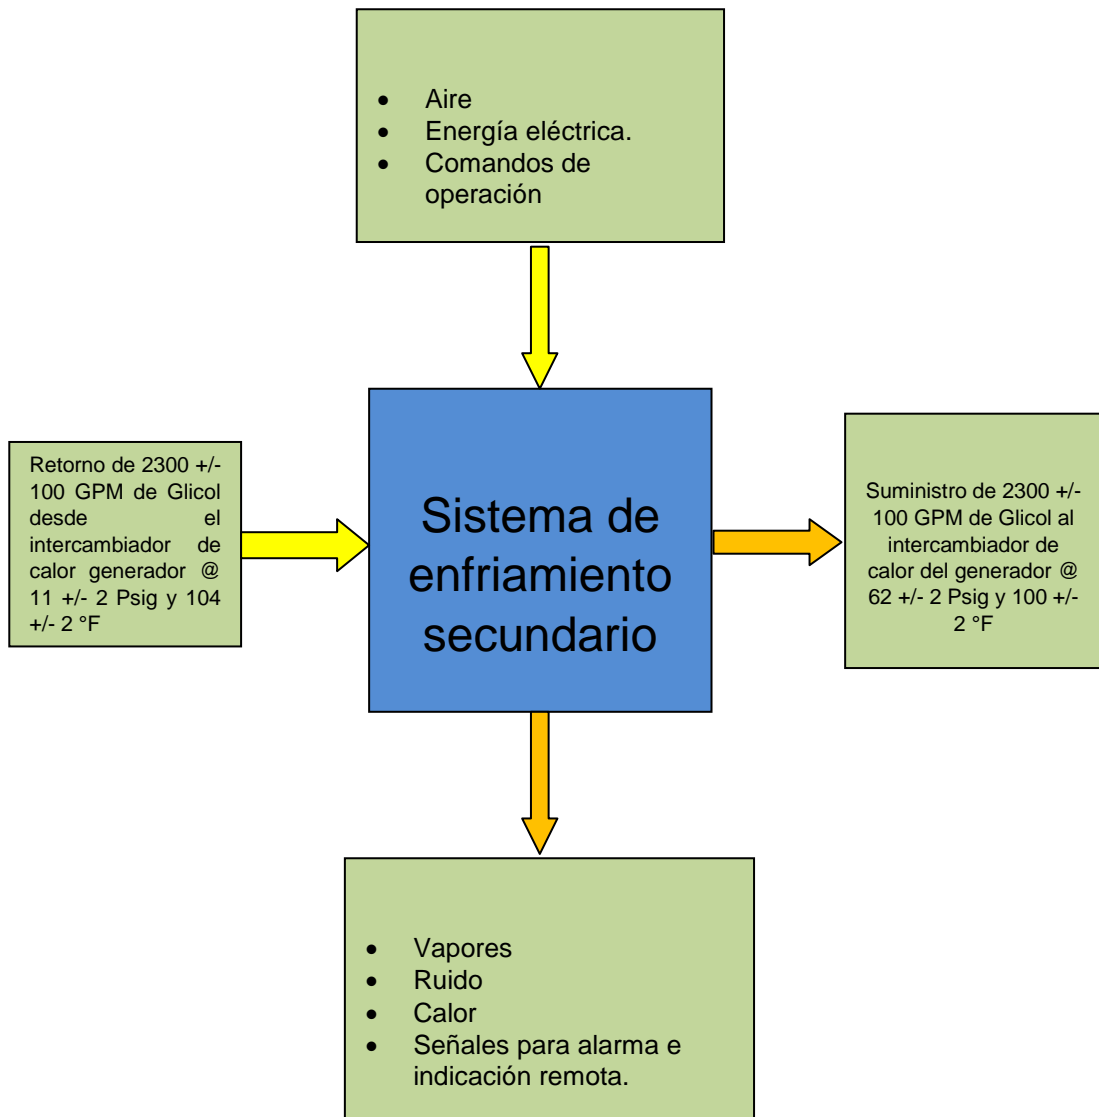 Aire
Energía eléctrica.
Comandos de
operación
Retorno de 2300 +/-
100 GPM de Glicol
desde el
intercambiador de
calor generador @
11 +/- 2 Psig y 104
+/- 2 °F
Sistema de
enfriamiento
secundario
Suministro de 2300 +/-
100 GPM de Glicol al
intercambiador de
calor del generador @
62 +/- 2 Psig y 100 +/-
2 °F
Vapores
Ruido
Calor
Señales para alarma e
indicación remota.